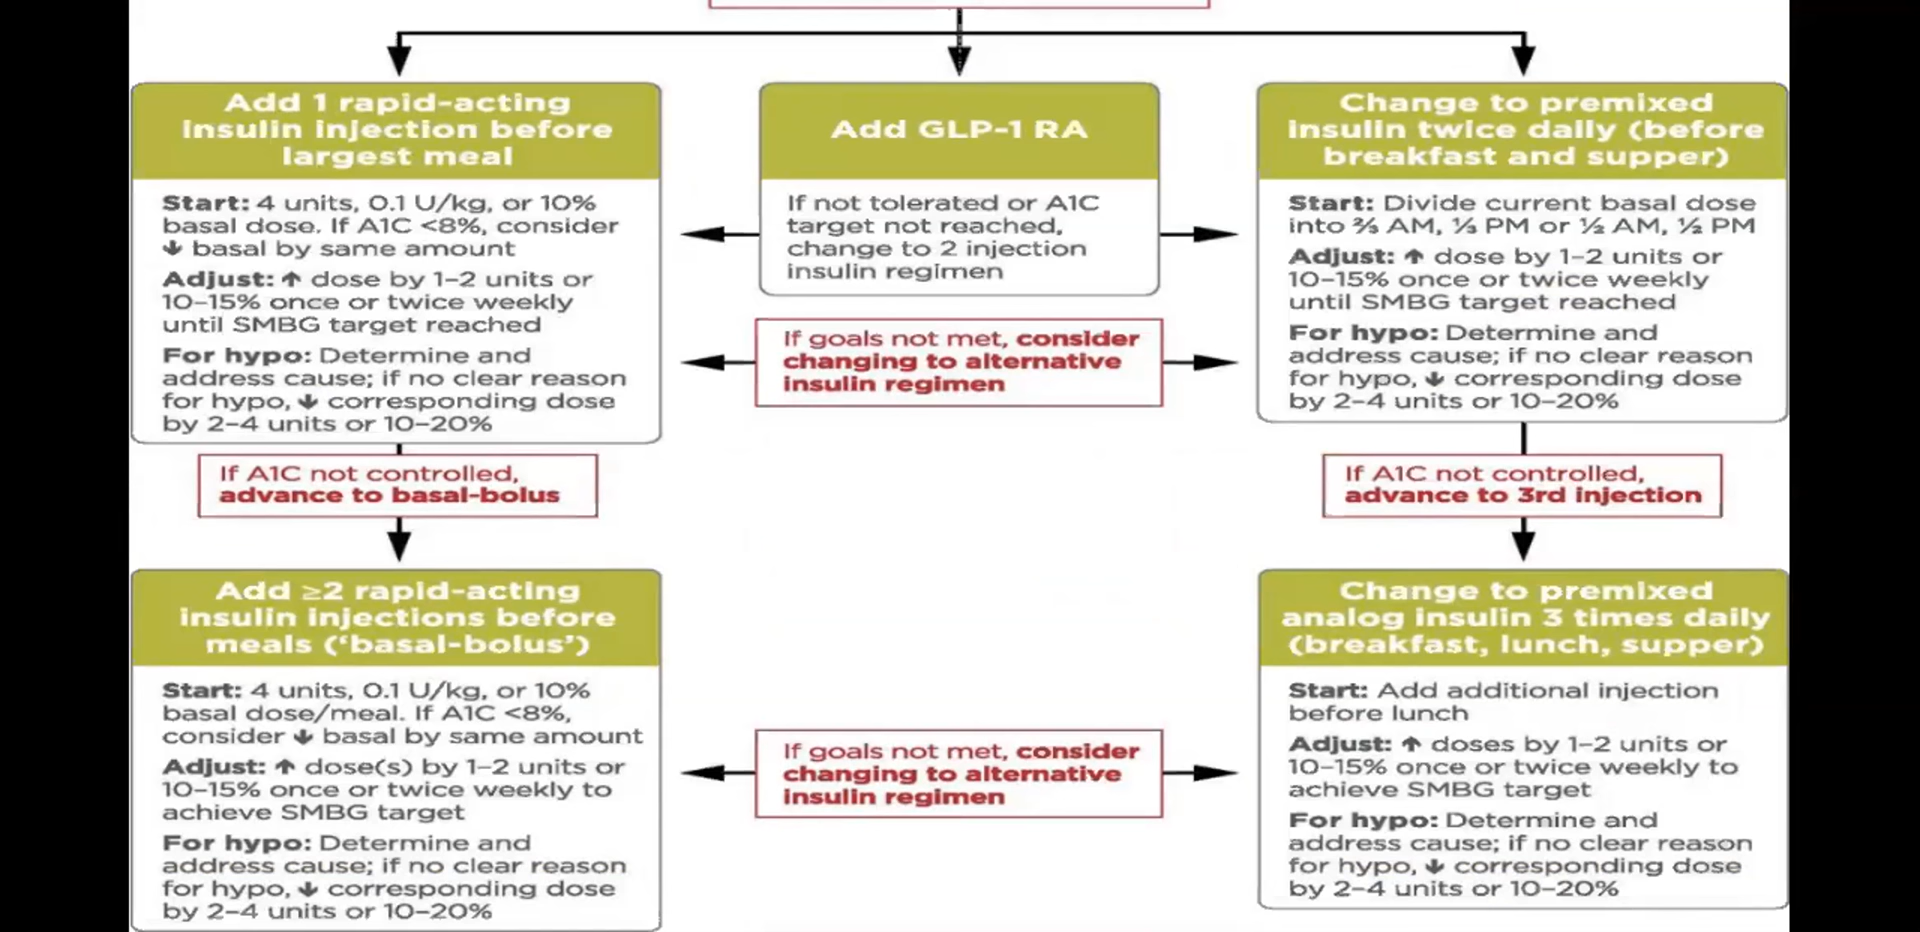 Add 1 rapid-acting
insulin injection before
largest meal
Start: 4 units, 0.1 U/kg, or 10%
basal dose. If A1C <8%, consider
↓ basal by same amount
Adjust: ↑ dose by 1–2 units or
10–15% once or twice weekly
until SMBG target reached
For hypo: Determine and
address cause; if no clear reason
for hypo, ↓ corresponding dose
by 2–4 units or 10–20%
Add GLP-1 RA
If not tolerated or A1C
target not reached,
change to 2 injection
insulin regimen
Change to premixed
insulin twice daily (before
breakfast and supper)
Start: Divide current basal dose
into ⅔ AM, ⅓ PM or ½ AM, ½ PM
Adjust: ↑ dose by 1–2 units or
10–15% once or twice weekly
until SMBG target reached
For hypo: Determine and
address cause; if no clear reason
for hypo, ↓ corresponding dose
by 2–4 units or 10–20%
If goals not met, consider
changing to alternative
insulin regimen
If A1C not controlled,
advance to basal-bolus
If A1C not controlled,
advance to 3rd injection
Add ≥2 rapid-acting
insulin injections before
meals (‘basal-bolus’)
Start: 4 units, 0.1 U/kg, or 10%
basal dose/meal. If A1C <8%,
consider ↓ basal by same amount
Adjust: ↑ dose(s) by 1–2 units or
10–15% once or twice weekly to
achieve SMBG target
For hypo: Determine and
address cause; if no clear reason
for hypo, ↓ corresponding dose
by 2–4 units or 10–20%
If goals not met, consider
changing to alternative
insulin regimen
Change to premixed
analog insulin 3 times daily
(breakfast, lunch, supper)
Start: Add additional injection
before lunch
Adjust: ↑ doses by 1–2 units or
10–15% once or twice weekly to
achieve SMBG target
For hypo: Determine and
address cause; if no clear reason
for hypo, ↓ corresponding dose
by 2–4 units or 10–20%